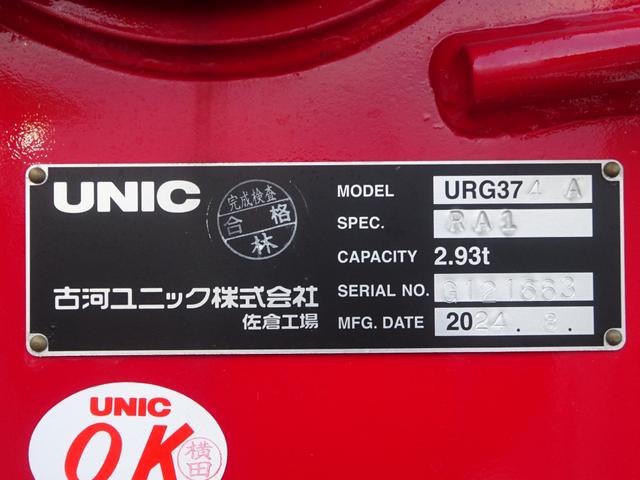 UNIC
完成検査
合格
林
MODEL URG374 A
SPEC. RA1
CAPACITY 2.93t
SERIAL NO. G121663
MFG. DATE 2024.8.
古河ユニック株式会社
佐倉工場
UNIC
OK
横田